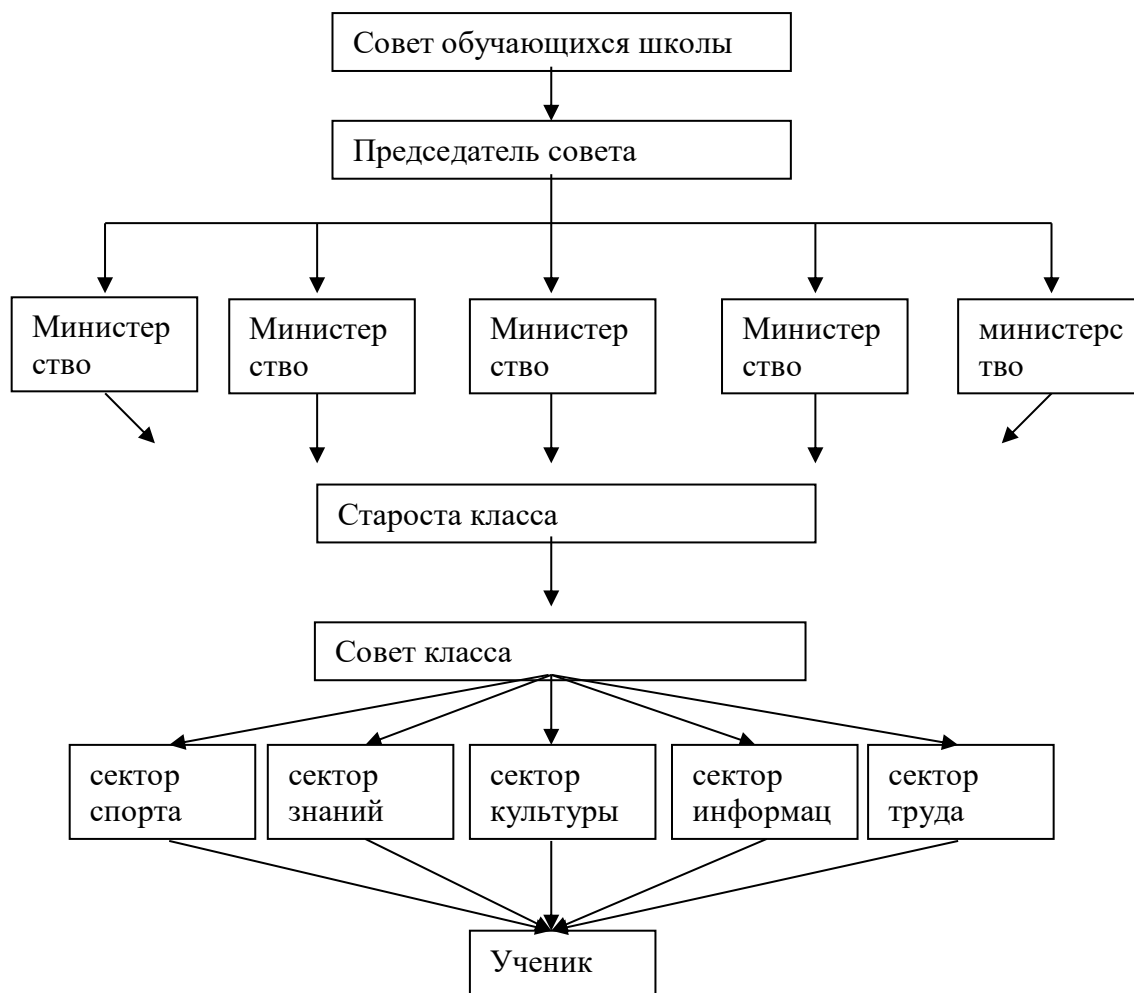 Совет обучающихся школы
Председатель совета
Министер
ство
Министер
ство
Министер
ство
Министер
ство
министерс
тво
Староста класса
Совет класса
сектор
спорта
сектор
знаний
сектор
культуры
сектор
информац
сектор
труда
Ученик